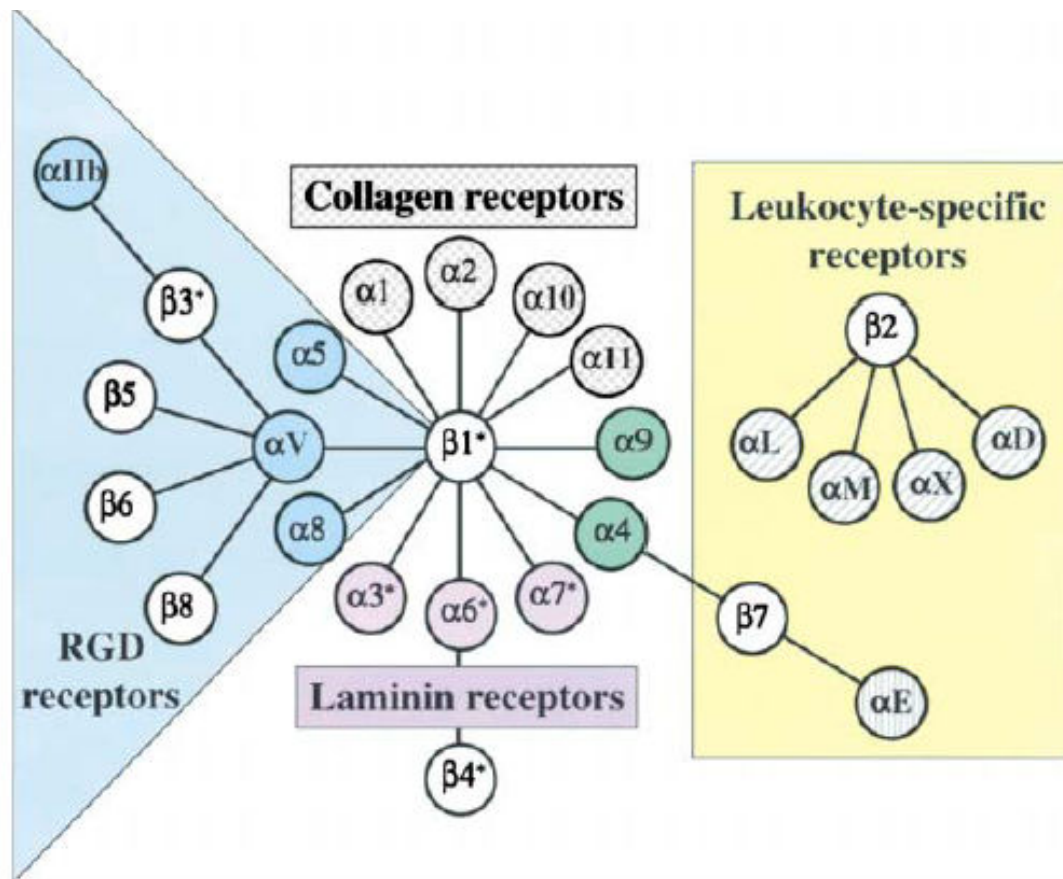 αIIb
Collagen receptors
Leukocyte-specific
receptors
α2
α1
α10
β3*
β2
α5
α11
β5
αV
β1*
α9
αL
αD
αM
αX
β6
α8
α4
α3*
α6*
α7*
β8
β7
RGD
receptors
Laminin receptors
αE
β4*